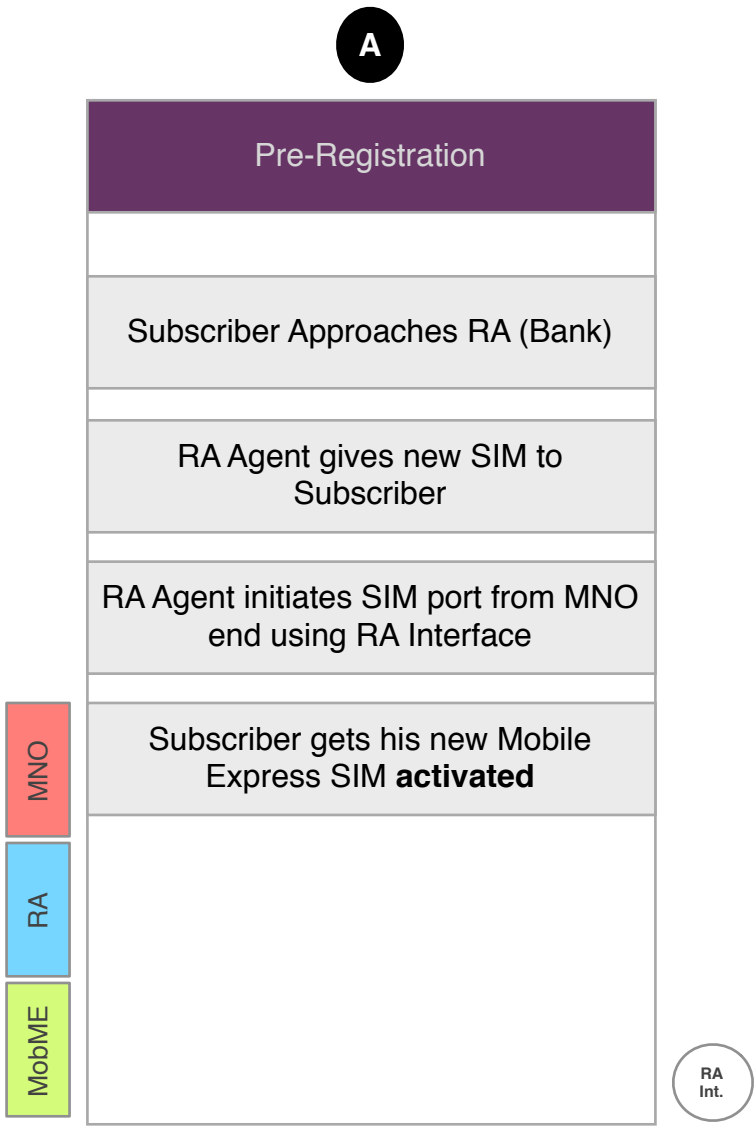 A
Pre-Registration
Subscriber Approaches RA (Bank)
RA Agent gives new SIM to
Subscriber
RA Agent initiates SIM port from MNO
end using RA Interface
Subscriber gets his new Mobile
Express SIM activated
MNO
RA
MobME
RA
Int.